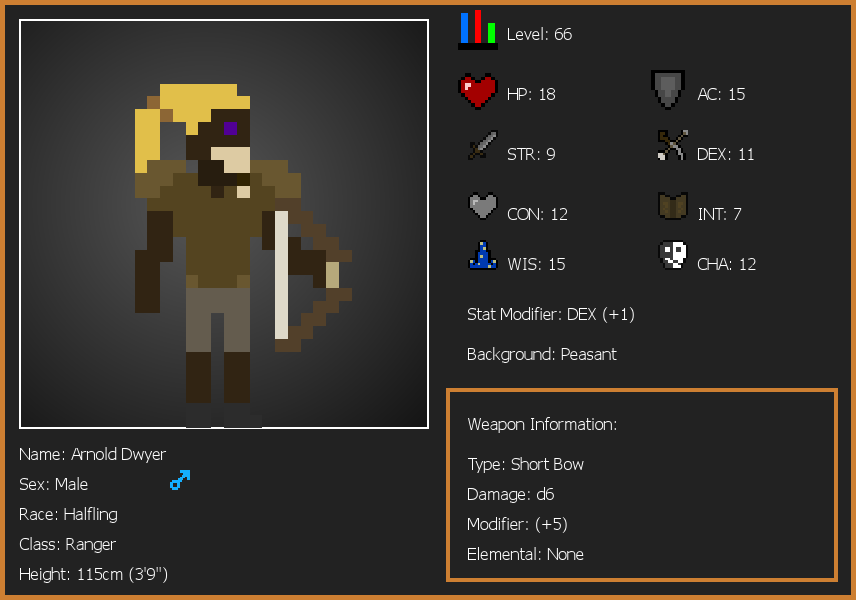 Level: 66
HP: 18
AC: 15
STR: 9
DEX: 11
CON: 12
INT: 7
WIS: 15
CHA: 12
Stat Modifier: DEX (+1)
Background: Peasant
Weapon Information:
Type: Short Bow
Damage: d6
Modifier: (+5)
Elemental: None
Name: Arnold Dwyer
Sex: Male
Race: Halfling
Class: Ranger
Height: 115cm (3'9")